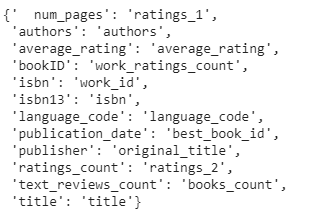 {'  num_pages': 'ratings_1',
 'authors': 'authors',
 'average_rating': 'average_rating',
 'bookID': 'work_ratings_count',
 'isbn': 'work_id',
 'isbn13': 'isbn',
 'language_code': 'language_code',
 'publication_date': 'best_book_id',
 'publisher': 'original_title',
 'ratings_count': 'ratings_2',
 'text_reviews_count': 'books_count',
 'title': 'title'}